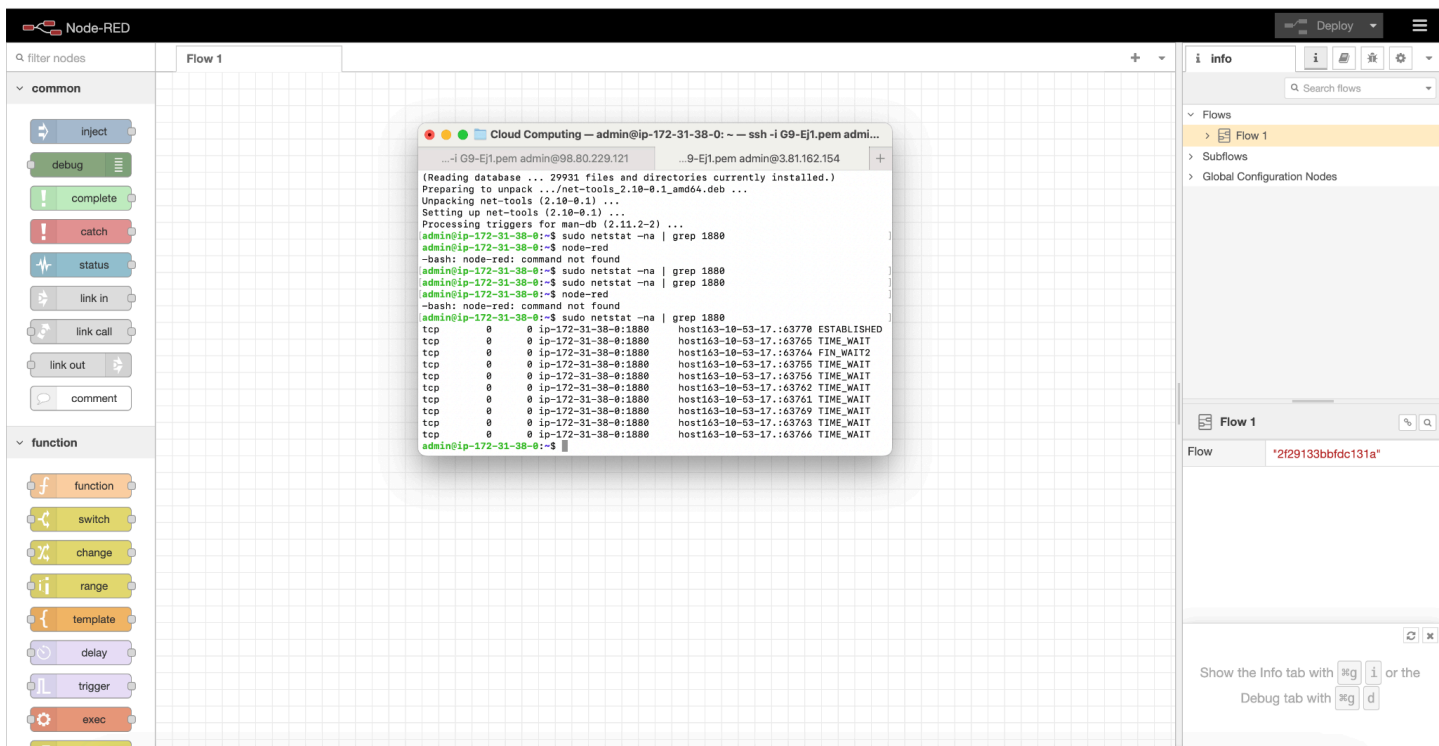 Node-RED
Deploy
filter nodes
Flow 1
info
i
Search flows
common
inject
debug
complete
catch
status
link in
link call
link out
comment
function
function
switch
change
range
template
delay
trigger
exec
Cloud Computing — admin@ip-172-31-38-0: ~ — ssh -i G9-Ej1.pem admi...
...-i G9-Ej1.pem admin@98.80.229.121
...9-Ej1.pem admin@3.81.162.154
(Reading database ... 29931 files and directories currently installed.)
Preparing to unpack .../net-tools_2.10-0.1_amd64.deb ...
Unpacking net-tools (2.10-0.1) ...
Setting up net-tools (2.10-0.1) ...
Processing triggers for man-db (2.11.2-2) ...
[admin@ip-172-31-38-0:~$ sudo netstat –na | grep 1880 ]
admin@ip-172-31-38-0:~$ node-red
-bash: node-red: command not found
[admin@ip-172-31-38-0:~$ sudo netstat –na | grep 1880 ]
[admin@ip-172-31-38-0:~$ sudo netstat –na | grep 1880 ]
[admin@ip-172-31-38-0:~$ node-red ]
-bash: node-red: command not found
[admin@ip-172-31-38-0:~$ sudo netstat –na | grep 1880 ]
tcp 0 0 ip-172-31-38-0:1880 host163-10-53-17.:63770 ESTABLISHED
tcp 0 0 ip-172-31-38-0:1880 host163-10-53-17.:63765 TIME_WAIT
tcp 0 0 ip-172-31-38-0:1880 host163-10-53-17.:63764 FIN_WAIT2
tcp 0 0 ip-172-31-38-0:1880 host163-10-53-17.:63755 TIME_WAIT
tcp 0 0 ip-172-31-38-0:1880 host163-10-53-17.:63756 TIME_WAIT
tcp 0 0 ip-172-31-38-0:1880 host163-10-53-17.:63762 TIME_WAIT
tcp 0 0 ip-172-31-38-0:1880 host163-10-53-17.:63761 TIME_WAIT
tcp 0 0 ip-172-31-38-0:1880 host163-10-53-17.:63769 TIME_WAIT
tcp 0 0 ip-172-31-38-0:1880 host163-10-53-17.:63763 TIME_WAIT
tcp 0 0 ip-172-31-38-0:1880 host163-10-53-17.:63766 TIME_WAIT
admin@ip-172-31-38-0:~$
Flows
Flow 1
Subflows
Global Configuration Nodes
Flow 1
Flow "2f29133bbfdc131a"
Show the Info tab with ⌘g i or the
Debug tab with ⌘g d